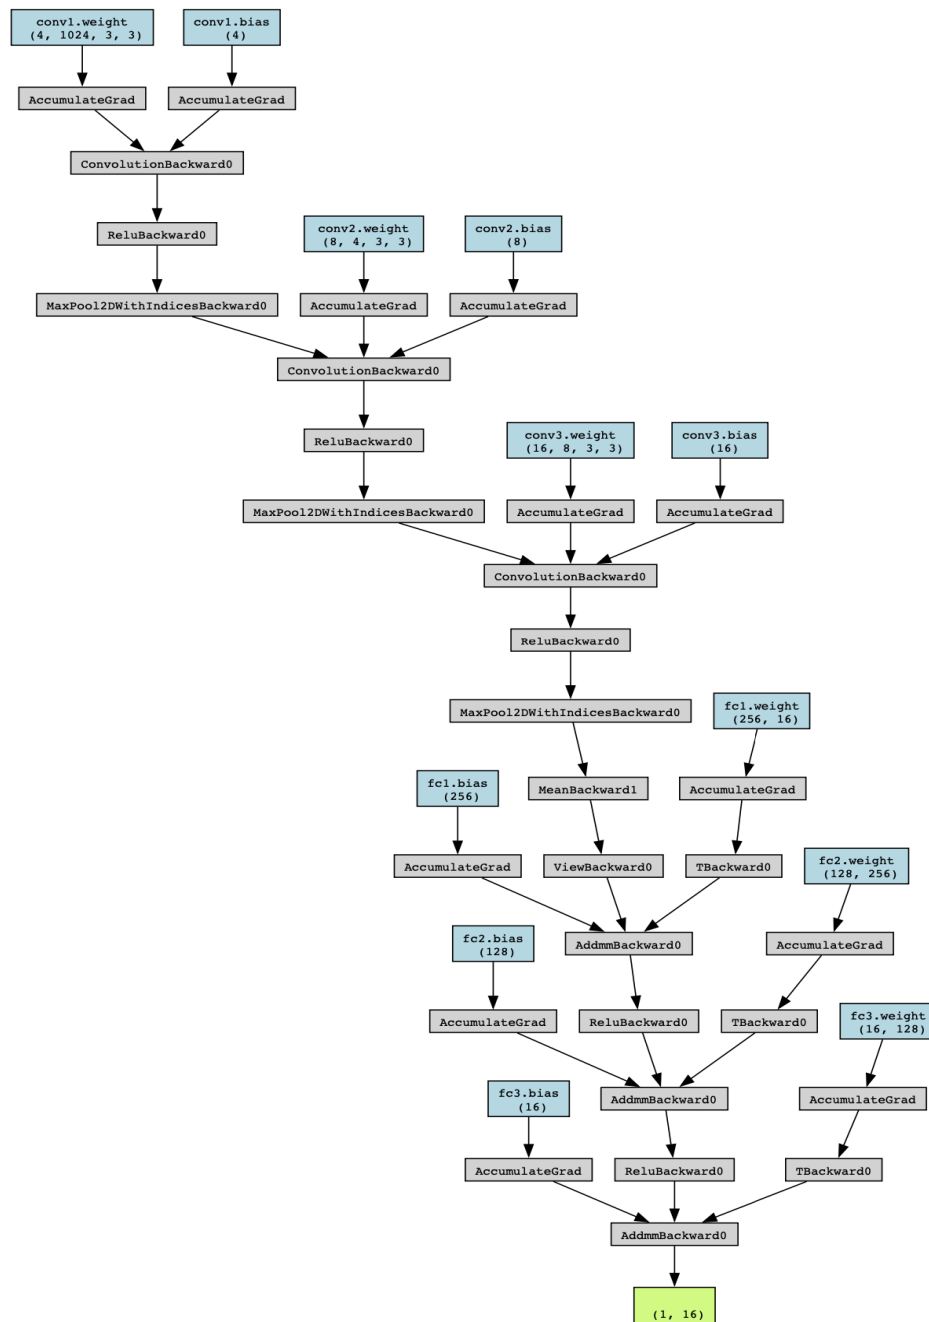 conv1.weight
(4, 1024, 3, 3)
conv1.bias
(4)
AccumulateGrad
AccumulateGrad
ConvolutionBackward0
ReluBackward0
conv2.weight
(8, 4, 3, 3)
conv2.bias
(8)
MaxPool2DWithIndicesBackward0
AccumulateGrad
AccumulateGrad
ConvolutionBackward0
ReluBackward0
conv3.weight
(16, 8, 3, 3)
conv3.bias
(16)
MaxPool2DWithIndicesBackward0
AccumulateGrad
AccumulateGrad
ConvolutionBackward0
ReluBackward0
MaxPool2DWithIndicesBackward0
fc1.weight
(256, 16)
fc1.bias
(256)
MeanBackward1
AccumulateGrad
AccumulateGrad
ViewBackward0
TBackward0
fc2.weight
(128, 256)
fc2.bias
(128)
AddmmBackward0
AccumulateGrad
AccumulateGrad
ReluBackward0
TBackward0
fc3.weight
(16, 128)
fc3.bias
(16)
AddmmBackward0
AccumulateGrad
AccumulateGrad
ReluBackward0
TBackward0
AddmmBackward0
(1, 16)